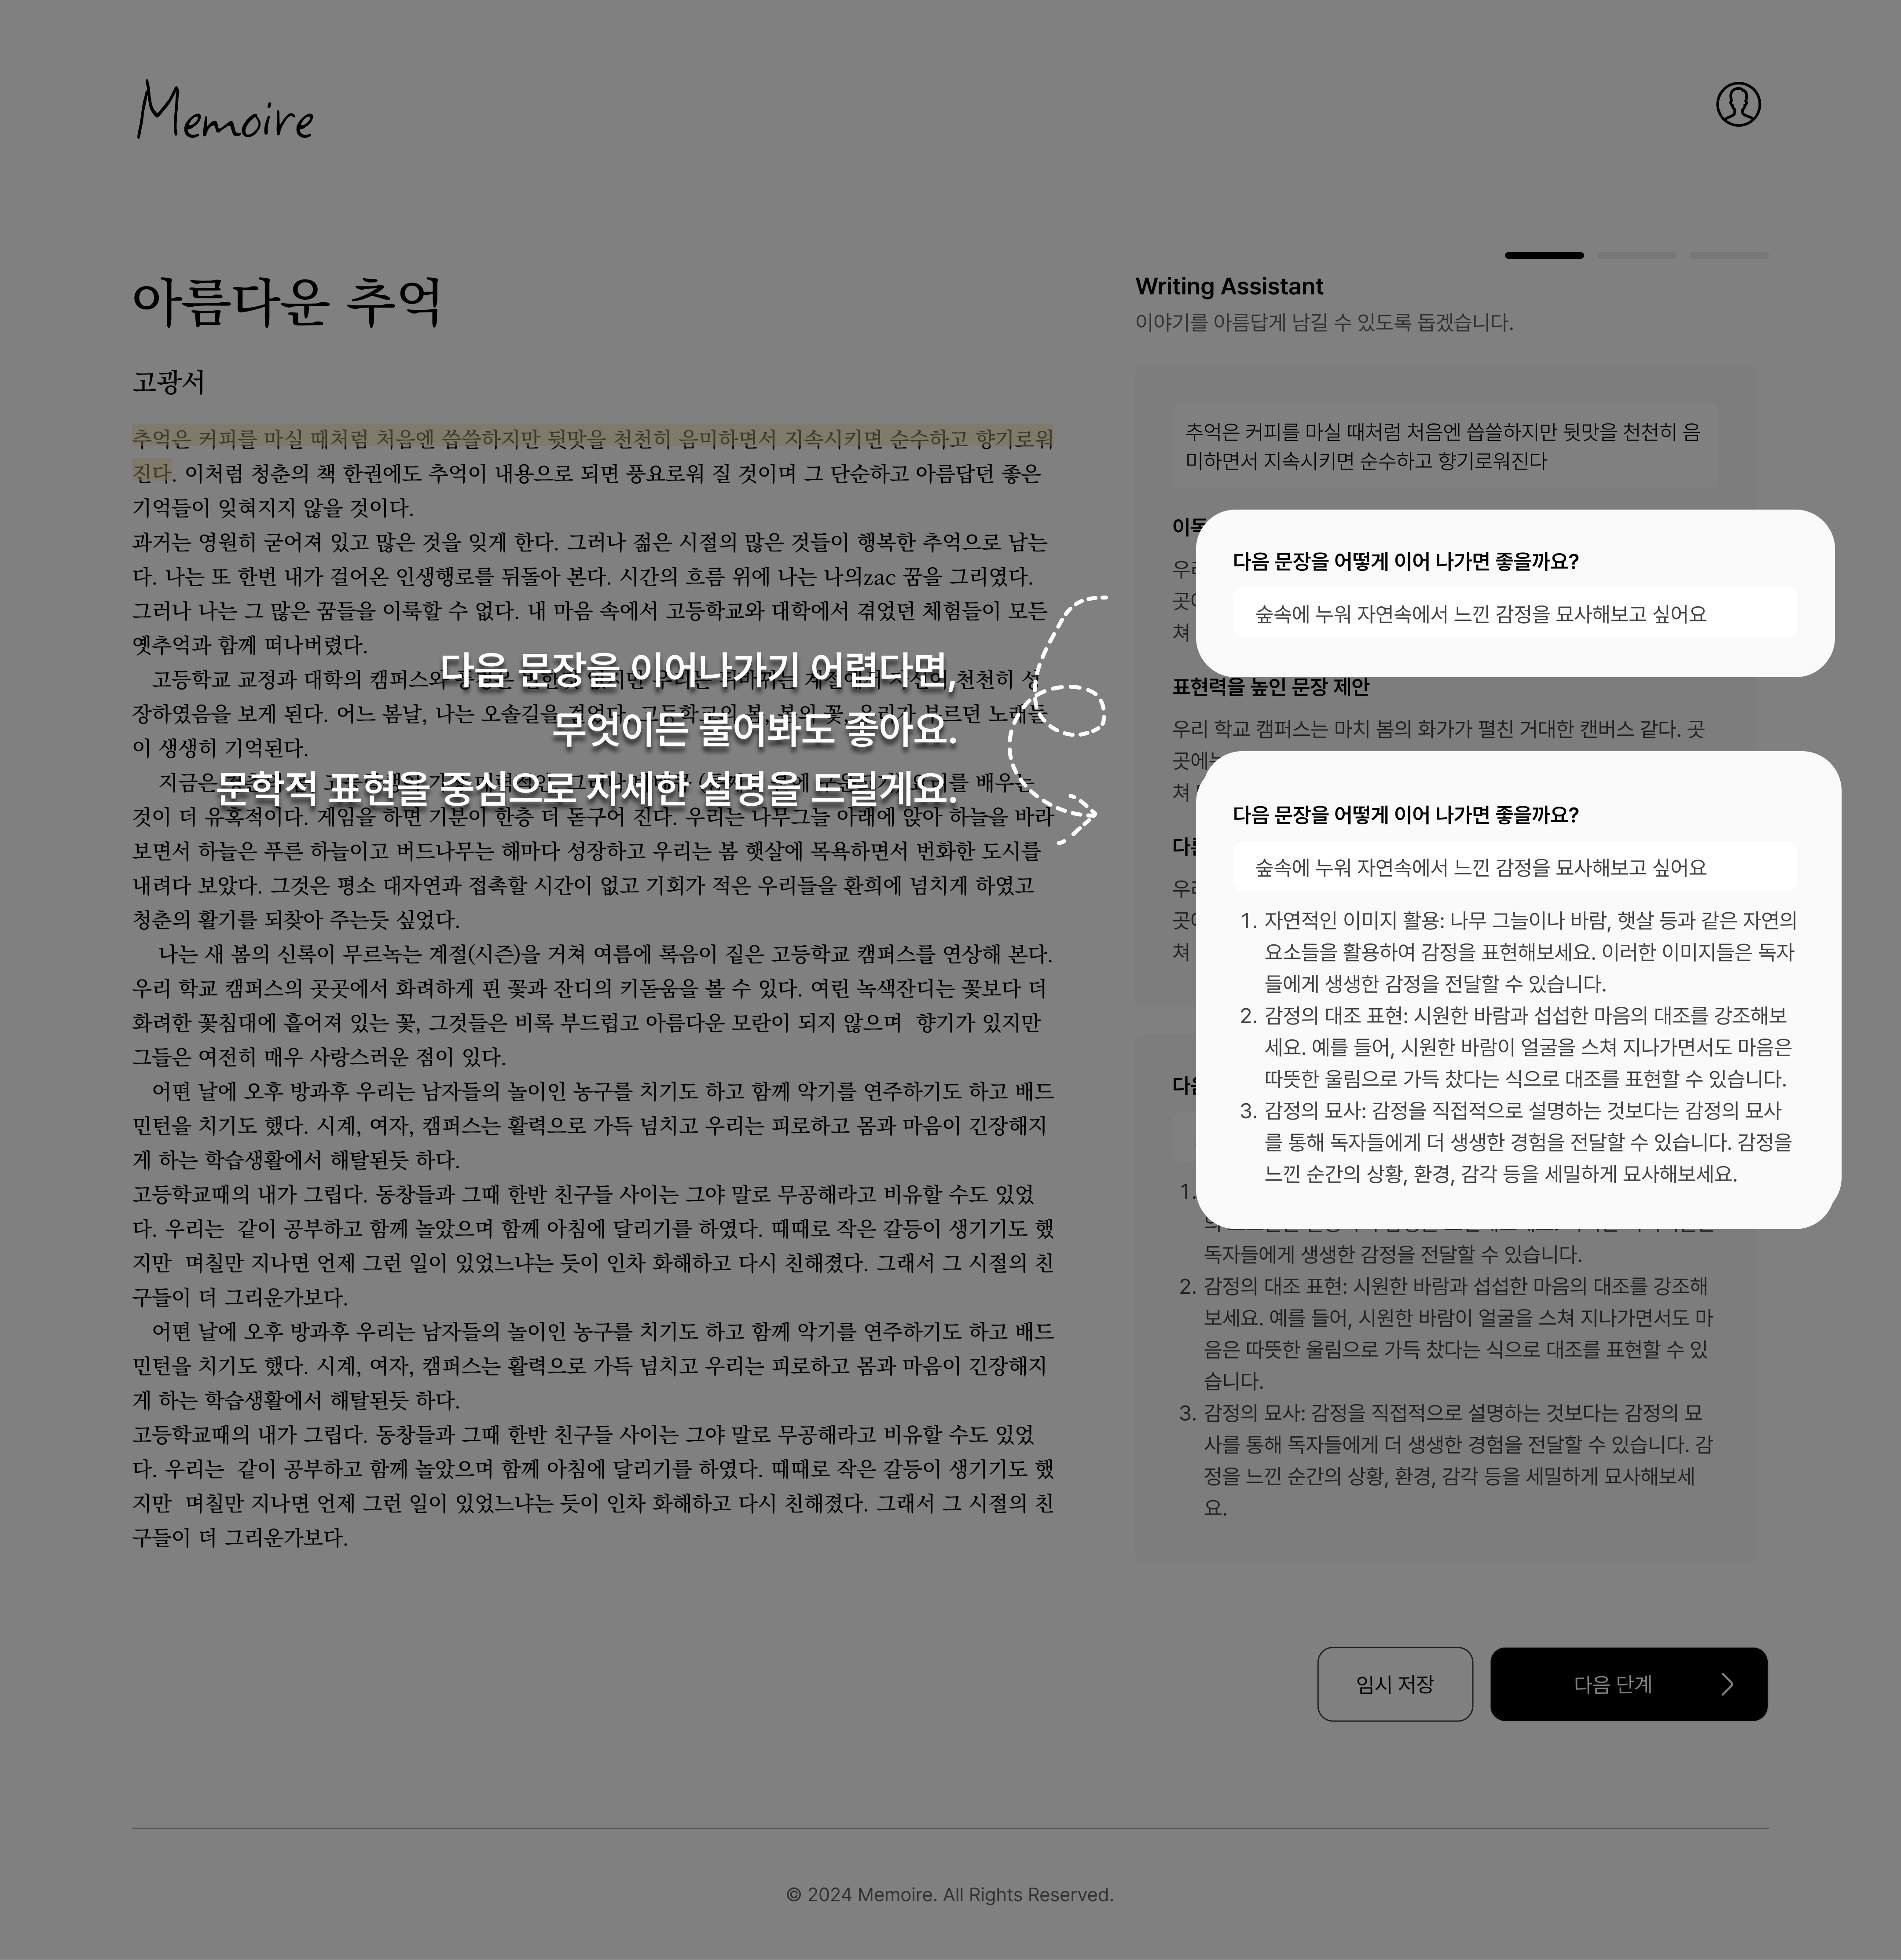 Memoire
아름다운 추억
고광서
추억은 커피를 마실 때처럼 처음엔 씁쓸하지만 뒷맛을 천천히 음미하면서 지속시키면 순수하고 향기로워
진다. 이처럼 청춘의 책 한권에도 추억이 내용으로 되면 풍요로워 질 것이며 그 단순하고 아름답던 좋은
기억들이 잊혀지지 않을 것이다.
과거는 영원히 굳어져 있고 많은 것을 잊게 한다. 그러나 젊은 시절의 많은 것들이 행복한 추억으로 남는
다. 나는 또 한번 내가 걸어온 인생행로를 뒤돌아 본다. 시간의 흐름 위에 나는 나의zac 꿈을 그리였다.
그러나 나는 그 많은 꿈들을 이룩할 수 없다. 내 마음 속에서 고등학교와 대학에서 겪었던 체험들이 모든
옛추억과 함께 떠나버렸다.
고등학교 교정과 대학의 캠퍼스와 천천히 성
장하였음을 보게 된다. 어느 봄날, 나는 오솔길을 걸었다. 고등학교의 봄, 봄의 꽃, 우리가 부르던 노래들
이 생생히 기억된다.
지금은 배우는
것이 더 유혹적이다. 게임을 하면 기분이 한층 더 돋구어 진다. 우리는 나무그늘 아래에 앉아 하늘을 바라
보면서 하늘은 푸른 하늘이고 버드나무는 해마다 성장하고 우리는 봄 햇살에 목욕하면서 번화한 도시를
내려다 보았다. 그것은 평소 대자연과 접촉할 시간이 없고 기회가 적은 우리들을 환희에 넘치게 하였고
청춘의 활기를 되찾아 주는듯 싶었다.
나는 새 봄의 신록이 무르녹는 계절(시즌)을 거쳐 여름에 록음이 짙은 고등학교 캠퍼스를 연상해 본다.
우리 학교 캠퍼스의 곳곳에서 화려하게 핀 꽃과 잔디의 키돋움을 볼 수 있다. 여린 녹색잔디는 꽃보다 더
화려한 꽃침대에 흩어져 있는 꽃, 그것들은 비록 부드럽고 아름다운 모란이 되지 않으며 향기가 있지만
그들은 여전히 매우 사랑스러운 점이 있다.
어떤 날에 오후 방과후 우리는 남자들의 놀이인 농구를 치기도 하고 함께 악기를 연주하기도 하고 배드
민턴을 치기도 했다. 시계, 여자, 캠퍼스는 활력으로 가득 넘치고 우리는 피로하고 몸과 마음이 긴장해지
게 하는 학습생활에서 해탈된듯 하다.
고등학교때의 내가 그립다. 동창들과 그때 한반 친구들 사이는 그야 말로 무공해라고 비유할 수도 있었
다. 우리는 같이 공부하고 함께 놀았으며 함께 아침에 달리기를 하였다. 때때로 작은 갈등이 생기기도 했
지만 며칠만 지나면 언제 그런 일이 있었느냐는 듯이 인차 화해하고 다시 친해졌다. 그래서 그 시절의 친
구들이 더 그리운가보다.
어떤 날에 오후 방과후 우리는 남자들의 놀이인 농구를 치기도 하고 함께 악기를 연주하기도 하고 배드
민턴을 치기도 했다. 시계, 여자, 캠퍼스는 활력으로 가득 넘치고 우리는 피로하고 몸과 마음이 긴장해지
게 하는 학습생활에서 해탈된듯 하다.
고등학교때의 내가 그립다. 동창들과 그때 한반 친구들 사이는 그야 말로 무공해라고 비유할 수도 있었
다. 우리는 같이 공부하고 함께 놀았으며 함께 아침에 달리기를 하였다. 때때로 작은 갈등이 생기기도 했
지만 며칠만 지나면 언제 그런 일이 있었느냐는 듯이 인차 화해하고 다시 친해졌다. 그래서 그 시절의 친
구들이 더 그리운가보다.
다음 문장을 이어나가기 어렵다면,
무엇이든 물어봐도 좋아요.
문학적 표현을 중심으로 자세한 설명을 드릴게요.
Writing Assistant
이야기를 아름답게 남길 수 있도록 돕겠습니다.
추억은 커피를 마실 때처럼 처음엔 씁쓸하지만 뒷맛을 천천히 음
미하면서 지속시키면 순수하고 향기로워진다
다음 문장을 어떻게 이어 나가면 좋을까요?
숲속에 누워 자연속에서 느낀 감정을 묘사해보고 싶어요
표현력을 높인 문장 제안
우리 학교 캠퍼스는 마치 봄의 화가가 펼친 거대한 캔버스 같다. 곳
다음 문장을 어떻게 이어 나가면 좋을까요?
숲속에 누워 자연속에서 느낀 감정을 묘사해보고 싶어요
1. 자연적인 이미지 활용: 나무 그늘이나 바람, 햇살 등과 같은 자연의
요소들을 활용하여 감정을 표현해보세요. 이러한 이미지들은 독자
들에게 생생한 감정을 전달할 수 있습니다.
2. 감정의 대조 표현: 시원한 바람과 섭섭한 마음의 대조를 강조해보
세요. 예를 들어, 시원한 바람이 얼굴을 스쳐 지나가면서도 마음은
따뜻한 울림으로 가득 찼다는 식으로 대조를 표현할 수 있습니다.
3. 감정의 묘사: 감정을 직접적으로 설명하는 것보다는 감정의 묘사
를 통해 독자들에게 더 생생한 경험을 전달할 수 있습니다. 감정을
느낀 순간의 상황, 환경, 감각 등을 세밀하게 묘사해보세요.
1.
독자들에게 생생한 감정을 전달할 수 있습니다.
2. 감정의 대조 표현: 시원한 바람과 섭섭한 마음의 대조를 강조해
보세요. 예를 들어, 시원한 바람이 얼굴을 스쳐 지나가면서도 마
음은 따뜻한 울림으로 가득 찼다는 식으로 대조를 표현할 수 있
습니다.
3. 감정의 묘사: 감정을 직접적으로 설명하는 것보다는 감정의 묘
사를 통해 독자들에게 더 생생한 경험을 전달할 수 있습니다. 감
정을 느낀 순간의 상황, 환경, 감각 등을 세밀하게 묘사해보세
요.
임시 저장
다음 단계
© 2024 Memoire. All Rights Reserved.